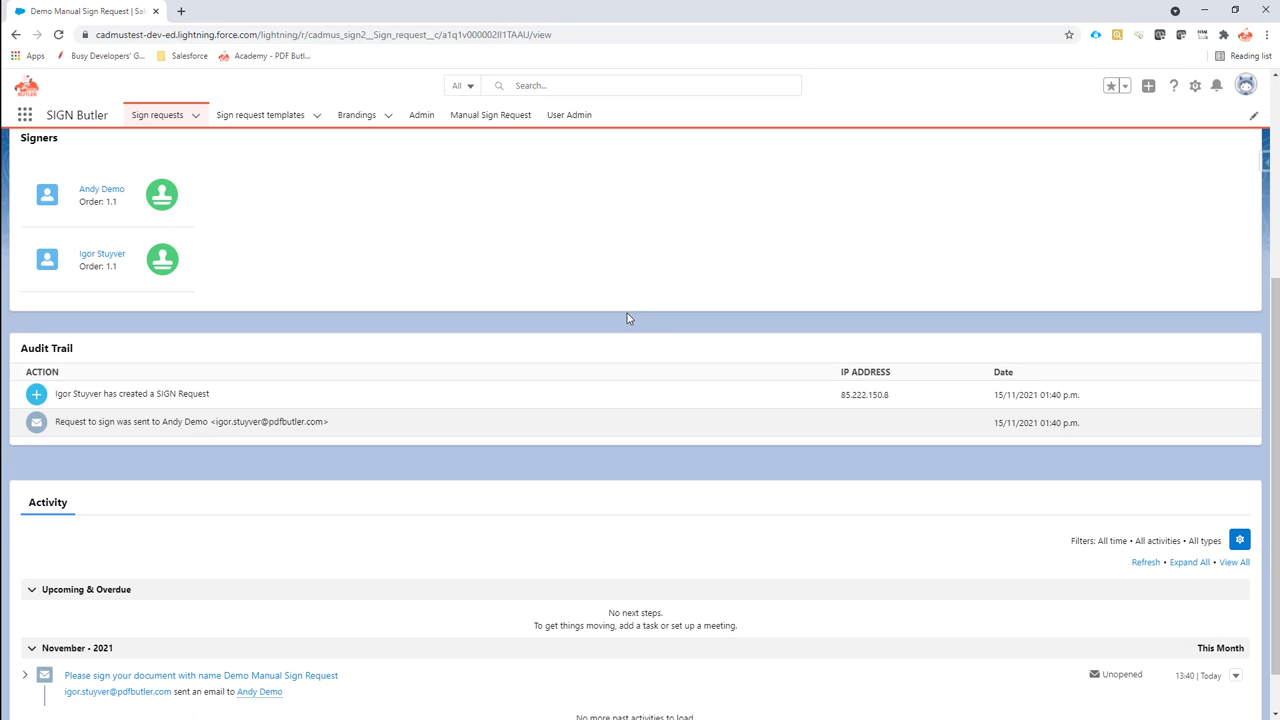 Demo Manual Sign Request | Sal
cadmustest-dev-ed.lightning.force.com/lightning/r/cadmus_sign2__Sign_request__c/a1q1v000002Il1TAAU/view
Apps
Busy Developers' G...
Salesforce
Academy - PDF Butl...
Reading list
All
Search...
SIGN Butler
Sign requests
Sign request templates
Brandings
Admin
Manual Sign Request
User Admin
Signers
Andy Demo
Order: 1.1
Igor Stuyver
Order: 1.1
Audit Trail
ACTION IP ADDRESS Date
Igor Stuyver has created a SIGN Request 85.222.150.8 15/11/2021 01:40 p.m.
Request to sign was sent to Andy Demo <igor.stuyver@pdfbutler.com> 15/11/2021 01:40 p.m.
Activity
Filters: All time • All activities • All types
Refresh • Expand All • View All
Upcoming & Overdue
No next steps.
To get things moving, add a task or set up a meeting.
November • 2021 This Month
Please sign your document with name Demo Manual Sign Request Unopened 13:40 | Today
igor.stuyver@pdfbutler.com sent an email to Andy Demo
No more past activities to load.